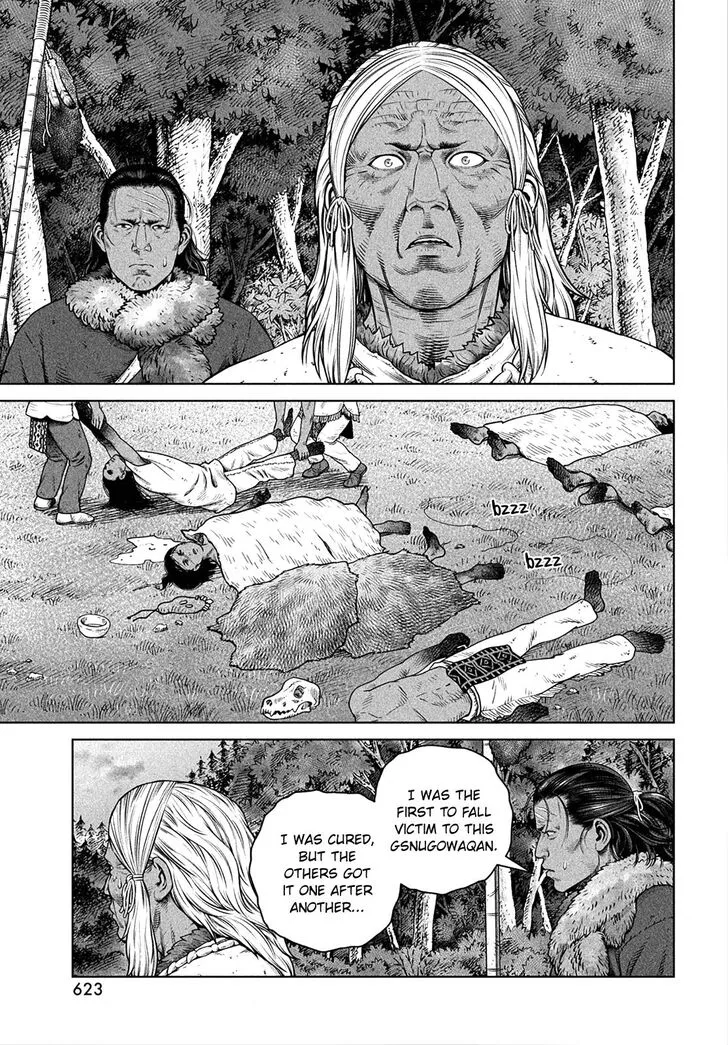 bzzz
bzzz
I WAS THE
FIRST TO FALL
VICTIM TO THIS
GSNUGOWAQAN.
I WAS CURED,
BUT THE
OTHERS GOT
IT ONE AFTER
ANOTHER...
623